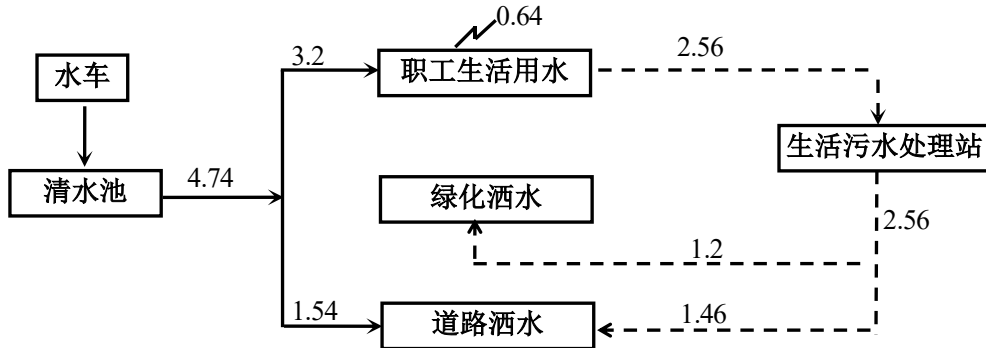 0.64
3.2
职工生活用水
2.56
水车
生活污水处理站
清水池
4.74
绿化洒水
2.56
1.2
1.54
道路洒水
1.46